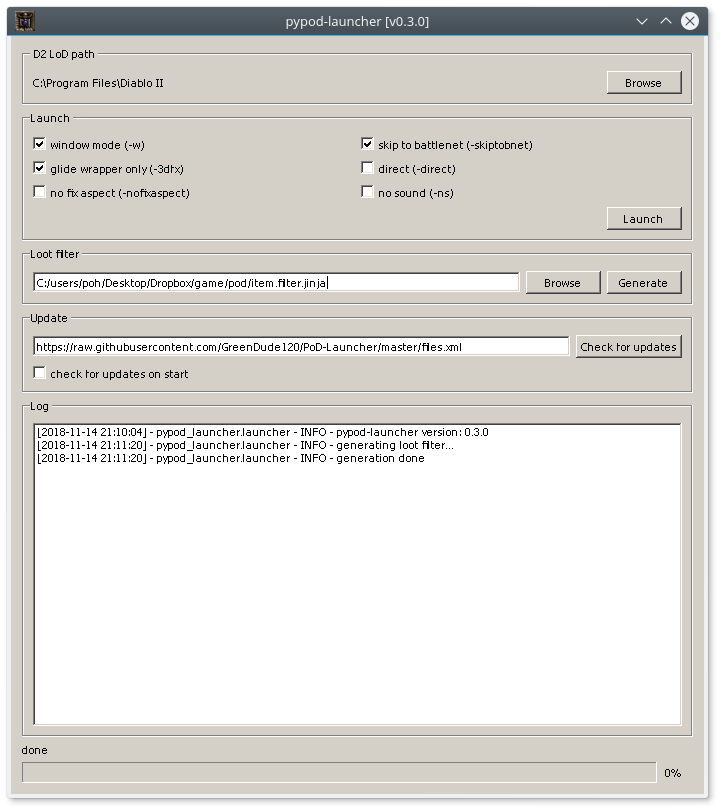 pypod-launcher [v0.3.0]
D2 LoD path
C:\Program Files\Diablo II
Browse
Launch
window mode (-w)
skip to battlenet (-skiptobnet)
glide wrapper only (-3dfx)
direct (-direct)
no fix aspect (-nofixaspect)
no sound (-ns)
Launch
Loot filter
C:/users/poh/Desktop/Dropbox/game/pod/item.filter.jinja
Browse
Generate
Update
https://raw.githubusercontent.com/GreenDude120/PoD-Launcher/master/files.xml
Check for updates
check for updates on start
Log
[2018-11-14 21:10:04] - pypod_launcher.launcher - INFO - pypod-launcher version: 0.3.0
[2018-11-14 21:11:20] - pypod_launcher.launcher - INFO - generating loot filter...
[2018-11-14 21:11:20] - pypod_launcher.launcher - INFO - generation done
done
0%